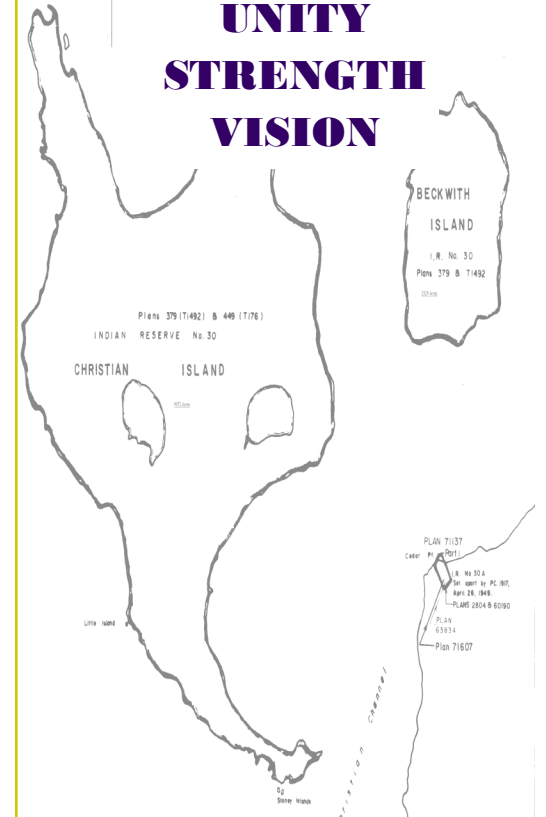 UNITY
STRENGTH
VISION
BECKWITH
ISLAND
I.R. No. 30
Plans 379 & T1492
Plans 379 (T1492) & 449 (T176)
INDIAN RESERVE No. 30
CHRISTIAN ISLAND
PLAN 71137
Cedar Pt. Part I
I.R. No 30 A
Set apart by PC 1917,
April 26, 1949.
PLANS 2804 & 60190
PLAN
63834
Plan 71607
Little Island
Channel
Stoney Islands